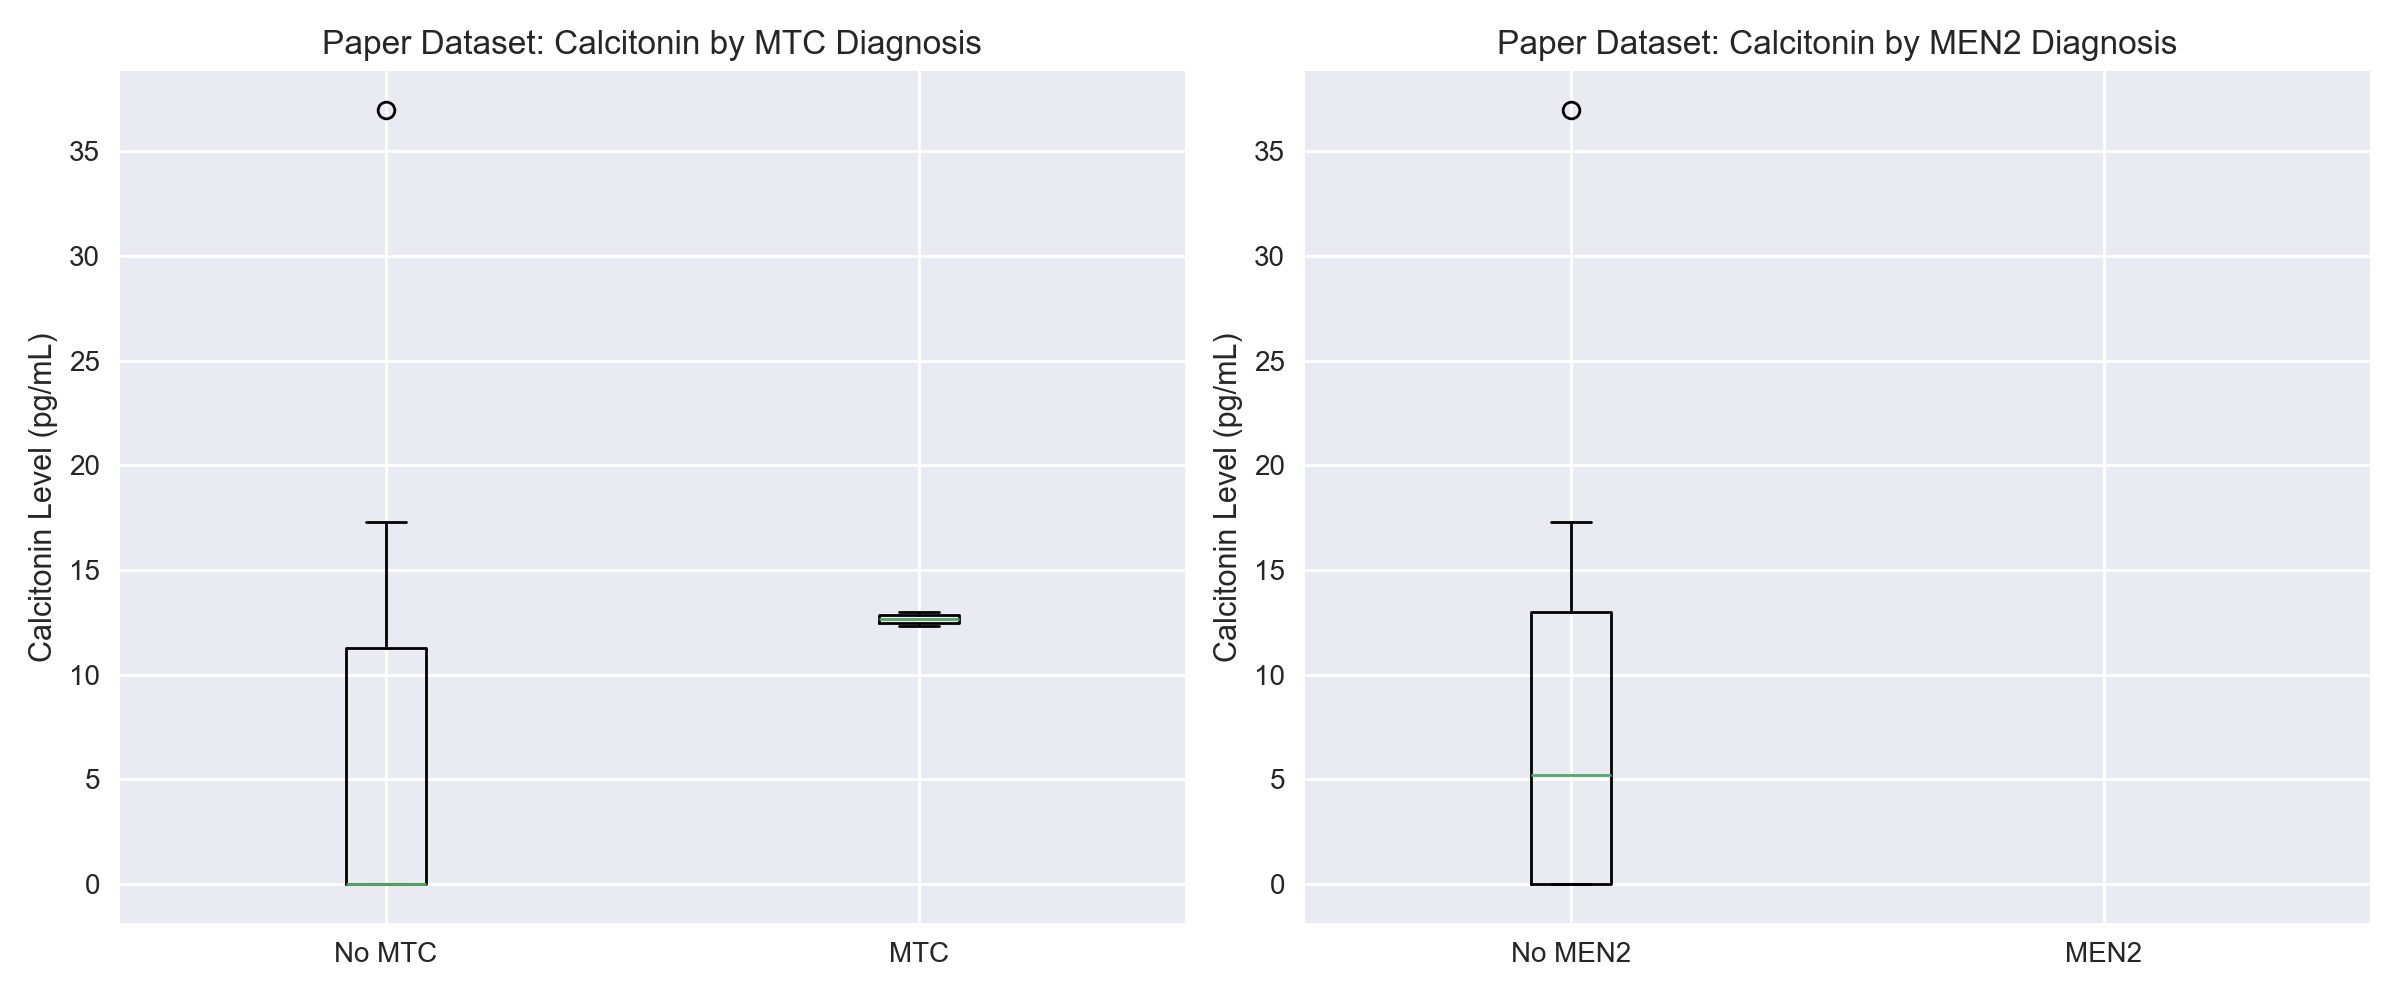 Paper Dataset: Calcitonin by MTC Diagnosis
Calcitonin Level (pg/mL)
35
30
25
20
15
10
5
0
No MTC
MTC
Paper Dataset: Calcitonin by MEN2 Diagnosis
Calcitonin Level (pg/mL)
35
30
25
20
15
10
5
0
No MEN2
MEN2